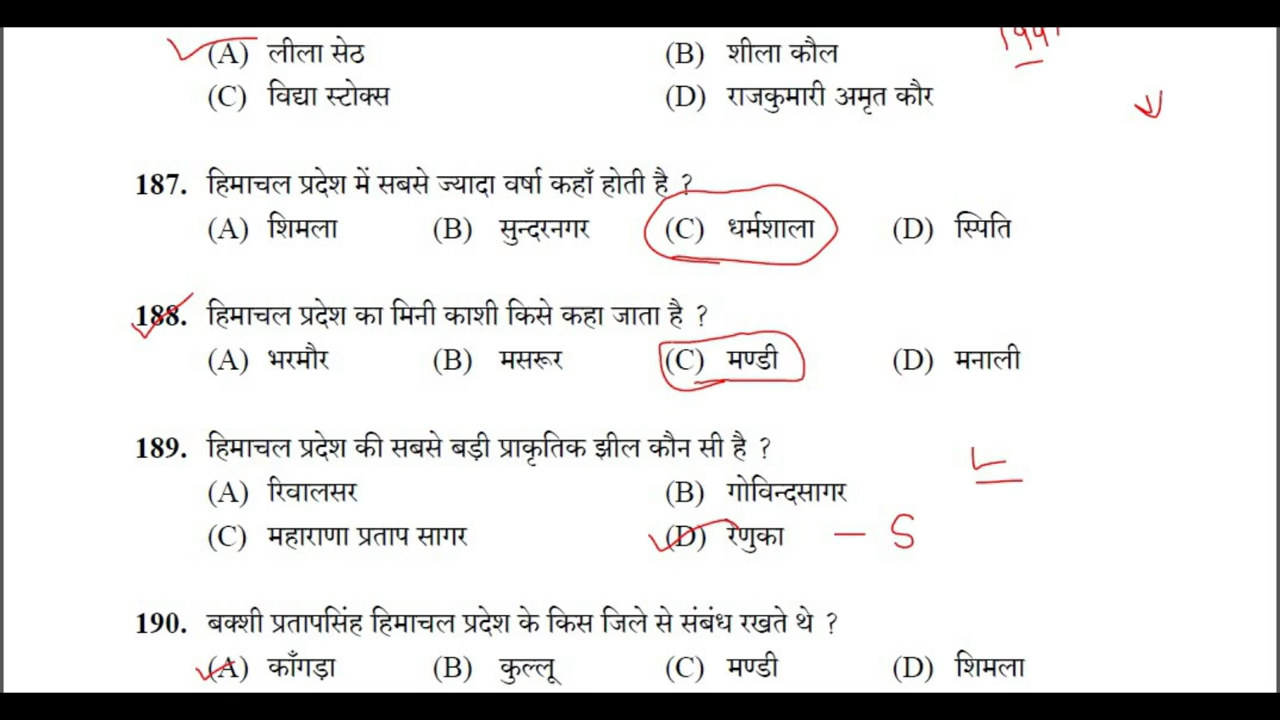 (A) लीला सेठ (B) शीला कौल
(C) विद्या स्टोक्स (D) राजकुमारी अमृत कौर
187. हिमाचल प्रदेश में सबसे ज्यादा वर्षा कहाँ होती है ?
(A) शिमला (B) सुन्दरनगर (C) धर्मशाला (D) स्पिति
188. हिमाचल प्रदेश का मिनी काशी किसे कहा जाता है ?
(A) भरमौर (B) मसरूर (C) मण्डी (D) मनाली
189. हिमाचल प्रदेश की सबसे बड़ी प्राकृतिक झील कौन सी है ?
(A) रिवालसर (B) गोविन्दसागर
(C) महाराणा प्रताप सागर (D) रेणुका — S
190. बक्शी प्रतापसिंह हिमाचल प्रदेश के किस जिले से संबंध रखते थे ?
(A) काँगड़ा (B) कुल्लू (C) मण्डी (D) शिमला